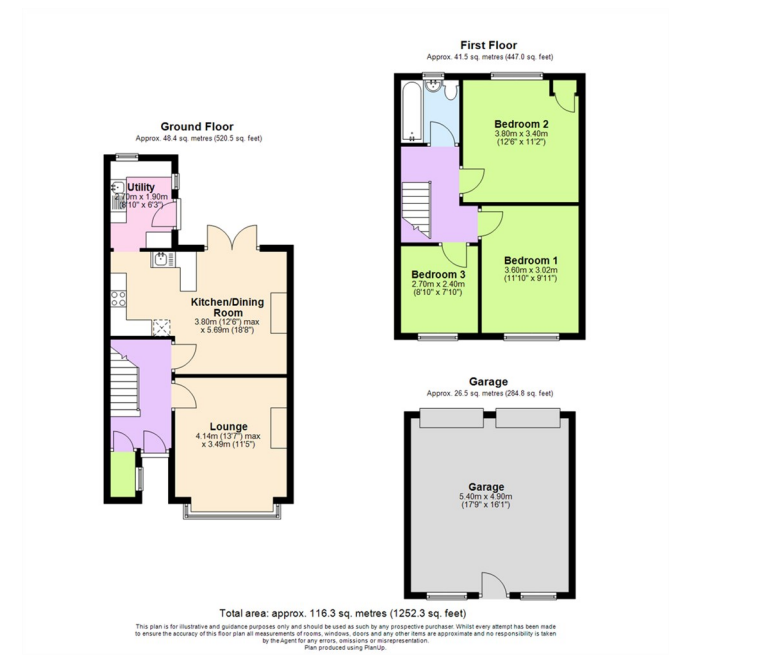 First Floor
Approx. 41.5 sq. metres (447.0 sq. feet)
Bedroom 2
3.80m x 3.40m
(12'6" x 11'2")
Bedroom 1
3.60m x 3.02m
(11'10" x 9'11")
Bedroom 3
2.70m x 2.40m
(8'10" x 7'10")
Ground Floor
Approx. 48.4 sq. metres (520.5 sq. feet)
Utility
2.70m x 1.90m
(8'10" x 6'3")
Kitchen/Dining
Room
3.80m (12'6") max
x 5.69m (18'8")
Lounge
4.14m (13'7") max
x 3.49m (11'5")
Garage
Approx. 26.5 sq. metres (284.8 sq. feet)
Garage
5.40m x 4.90m
(17'9" x 16'1")
Total area: approx. 116.3 sq. metres (1252.3 sq. feet)
This plan is for illustrative and guidance purposes only and should be used as such by any prospective purchaser. Whilst every attempt has been made
to ensure the accuracy of this floor plan all measurements of rooms, windows, doors and any other items are approximate and no responsibility is taken
by the Agent for any errors, omissions or misrepresentation.
Plan produced using PlanUp.